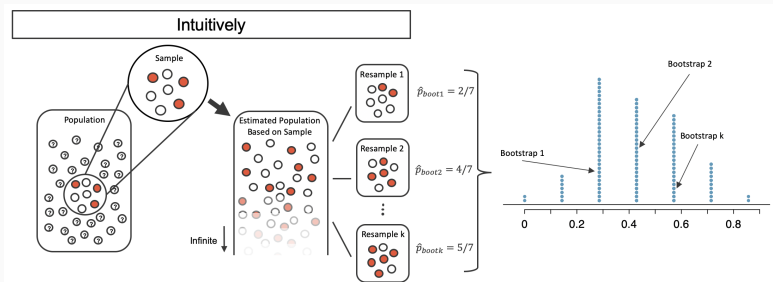 Intuitively
Sample
Population
Estimated Population
Based on Sample
Infinite
Resample 1
p̂boot1 = 2/7
Resample 2
p̂boot2 = 4/7
Resample k
p̂bootk = 5/7
Bootstrap 2
Bootstrap k
Bootstrap 1
0 0.2 0.4 0.6 0.8